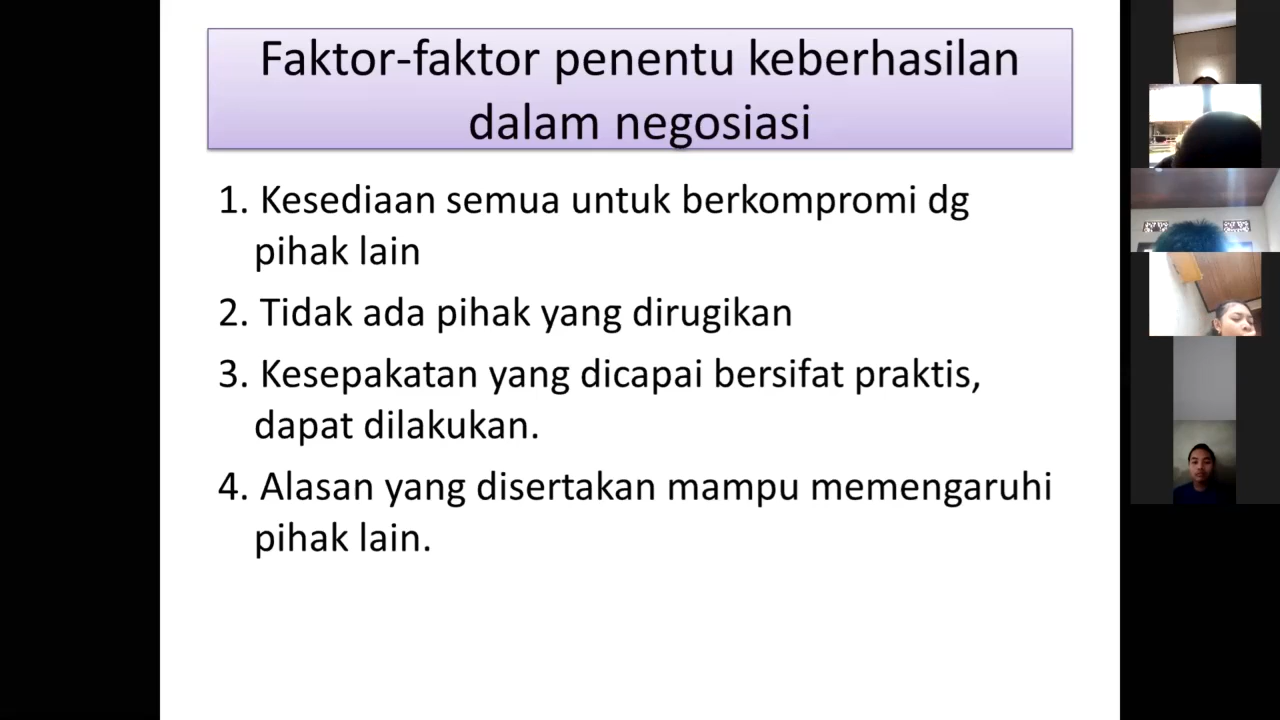 Faktor-faktor penentu keberhasilan
dalam negosiasi
1. Kesediaan semua untuk berkompromi dg
pihak lain
2. Tidak ada pihak yang dirugikan
3. Kesepakatan yang dicapai bersifat praktis,
dapat dilakukan.
4. Alasan yang disertakan mampu memengaruhi
pihak lain.